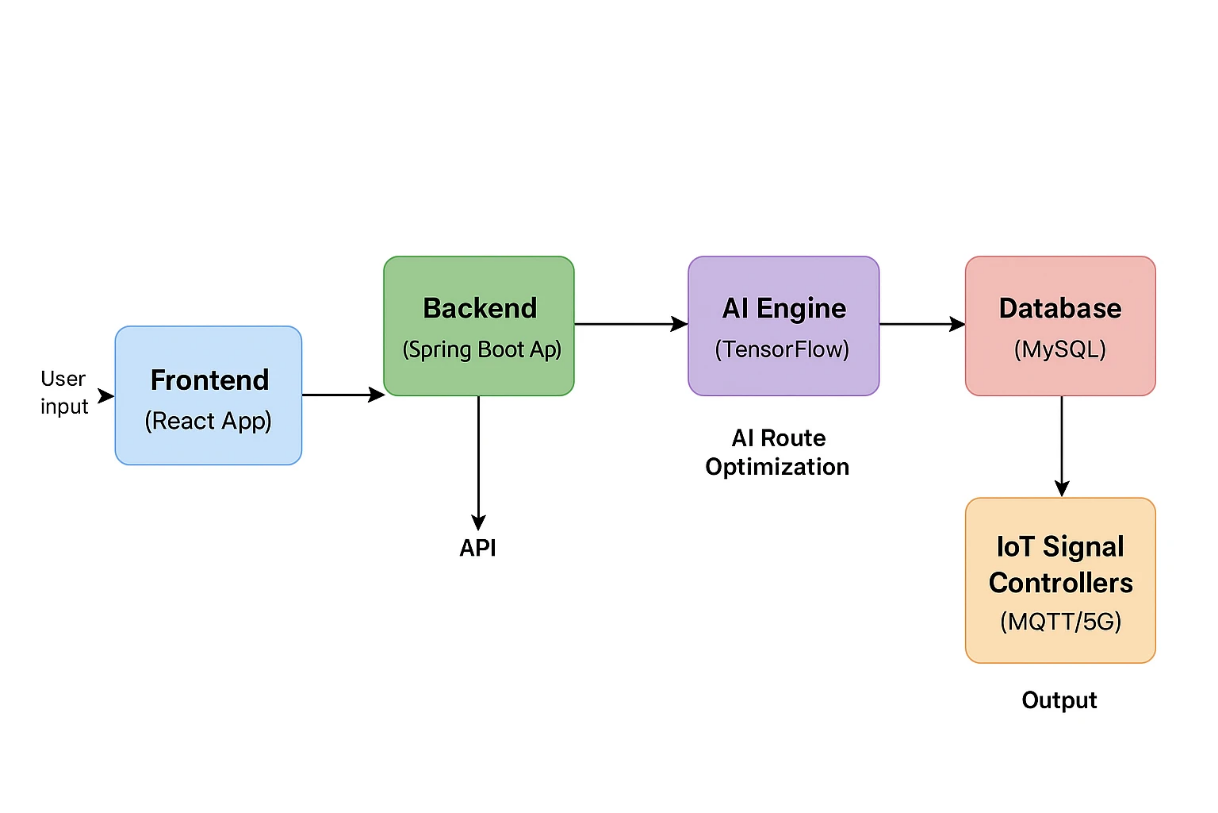 User
input
Frontend
(React App)
Backend
(Spring Boot Ap)
API
AI Engine
(TensorFlow)
AI Route
Optimization
Database
(MySQL)
IoT Signal
Controllers
(MQTT/5G)
Output